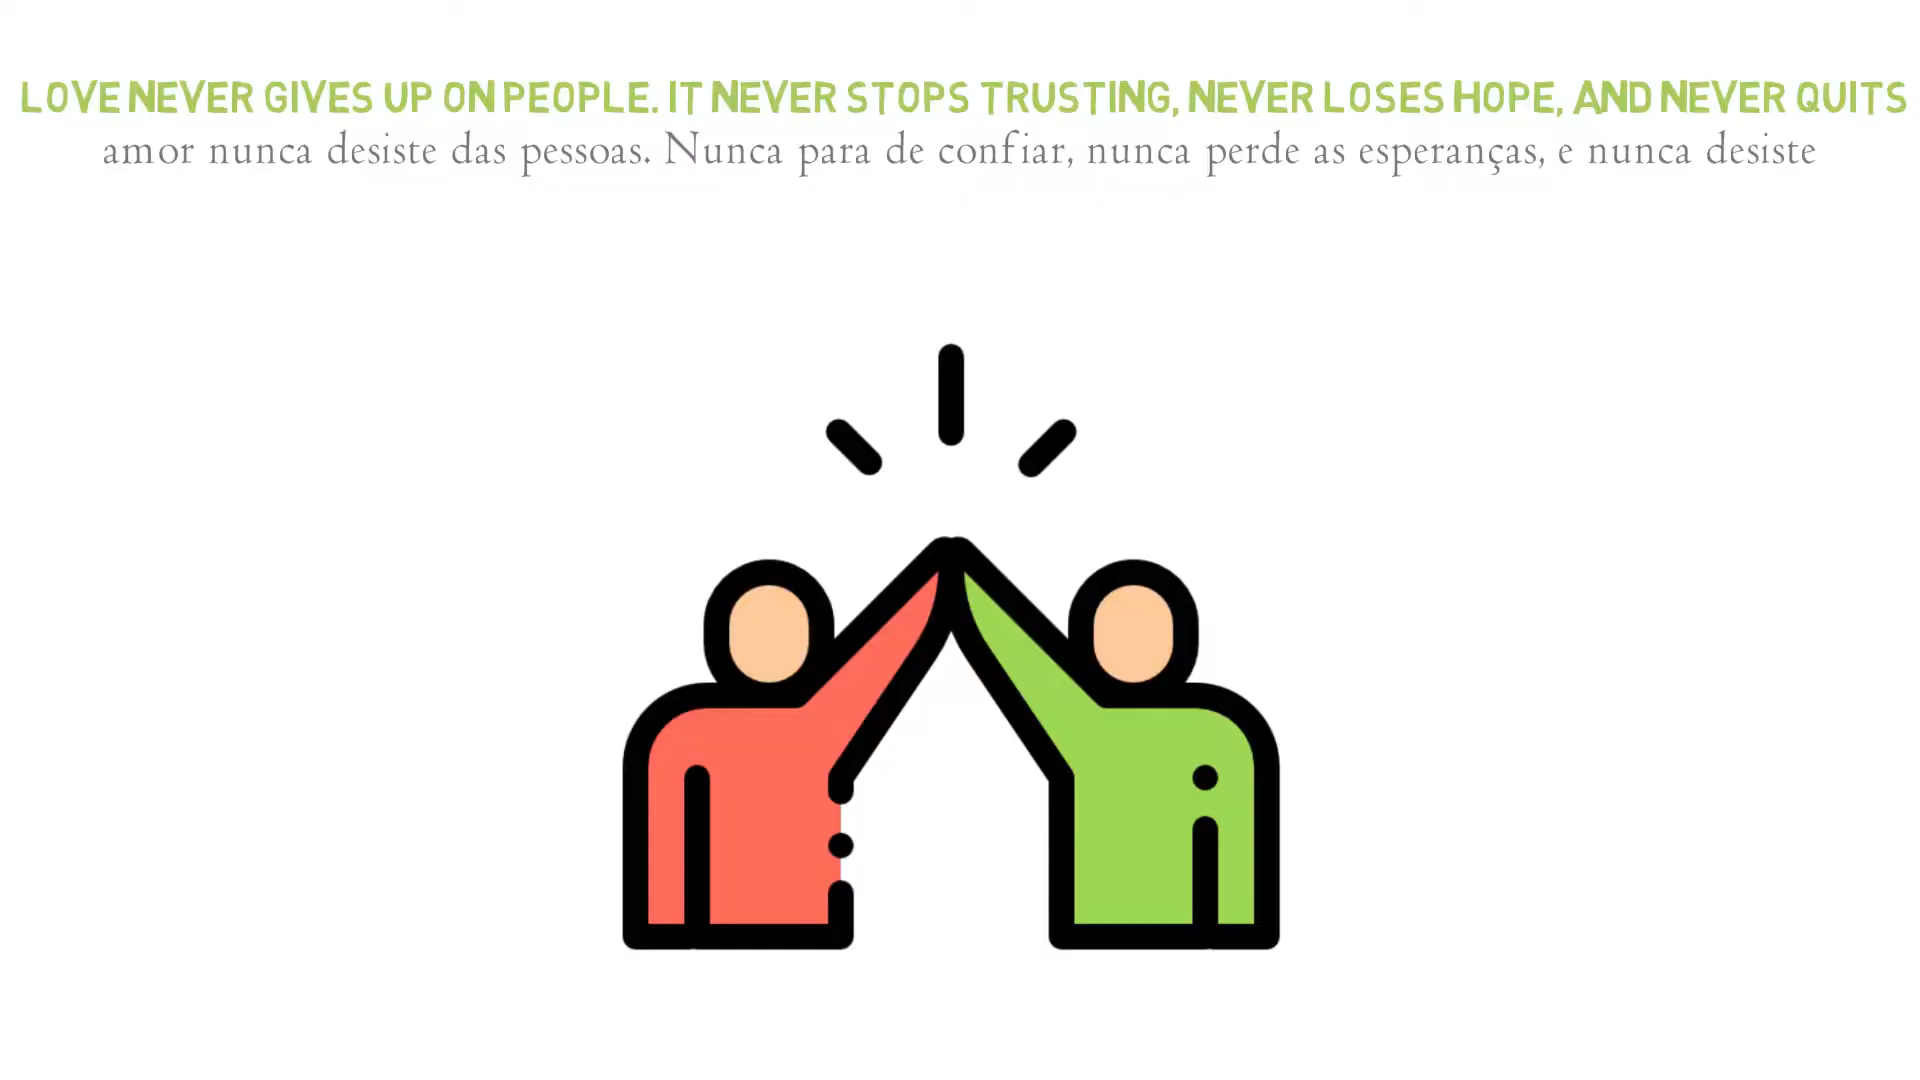 LOVE NEVER GIVES UP ON PEOPLE. IT NEVER STOPS TRUSTING, NEVER LOSES HOPE, AND NEVER QUITS
amor nunca desiste das pessoas. Nunca para de confiar, nunca perde as esperanças, e nunca desiste